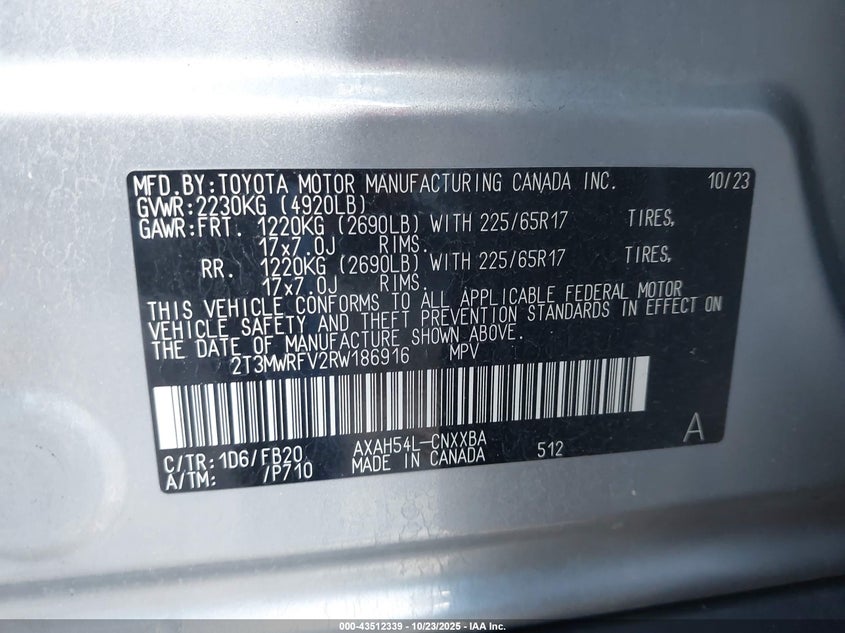 MFD.BY:TOYOTA MOTOR MANUFACTURING CANADA INC. 10/23
GVWR:2230KG (4920LB)
GAWR:FRT. 1220KG (2690LB) WITH 225/65R17 TIRES,
17x7.0J RIMS.
RR. 1220KG (2690LB) WITH 225/65R17 TIRES,
17x7.0J RIMS.
THIS VEHICLE CONFORMS TO ALL APPLICABLE FEDERAL MOTOR
VEHICLE SAFETY AND THEFT PREVENTION STANDARDS IN EFFECT ON
THE DATE OF MANUFACTURE SHOWN ABOVE.
2T3MWRFV2RW186916 MPV
C/TR:1D6/FB20 AXAH54L-CNXXBA 512 A
A/TM: /P710 MADE IN CANADA
000-43512339 - 10/23/2025 - IAA Inc.